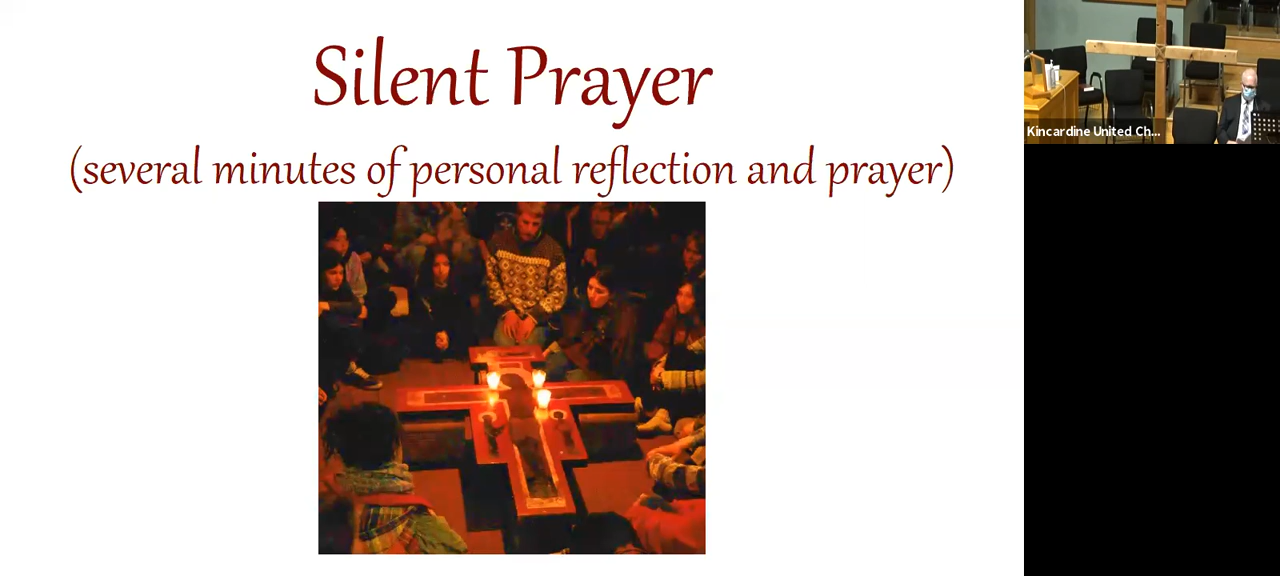 Silent Prayer
(several minutes of personal reflection and prayer)
Kincardine United Ch...